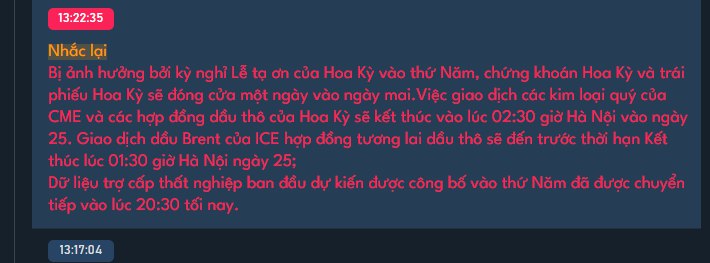 13:22:35
Nhắc lại
Bị ảnh hưởng bởi kỳ nghỉ Lễ tạ ơn của Hoa Kỳ vào thứ Năm, chứng khoán Hoa Kỳ và trái
phiếu Hoa Kỳ sẽ đóng cửa một ngày vào ngày mai.Việc giao dịch các kim loại quý của
CME và các hợp đồng dầu thô của Hoa Kỳ sẽ kết thúc vào lúc 02:30 giờ Hà Nội vào ngày
25. Giao dịch dầu Brent của ICE hợp đồng tương lai dầu thô sẽ đến trước thời hạn Kết
thúc lúc 01:30 giờ Hà Nội ngày 25;
Dữ liệu trợ cấp thất nghiệp ban đầu dự kiến được công bố vào thứ Năm đã được chuyển
tiếp vào lúc 20:30 tối nay.
13:17:04